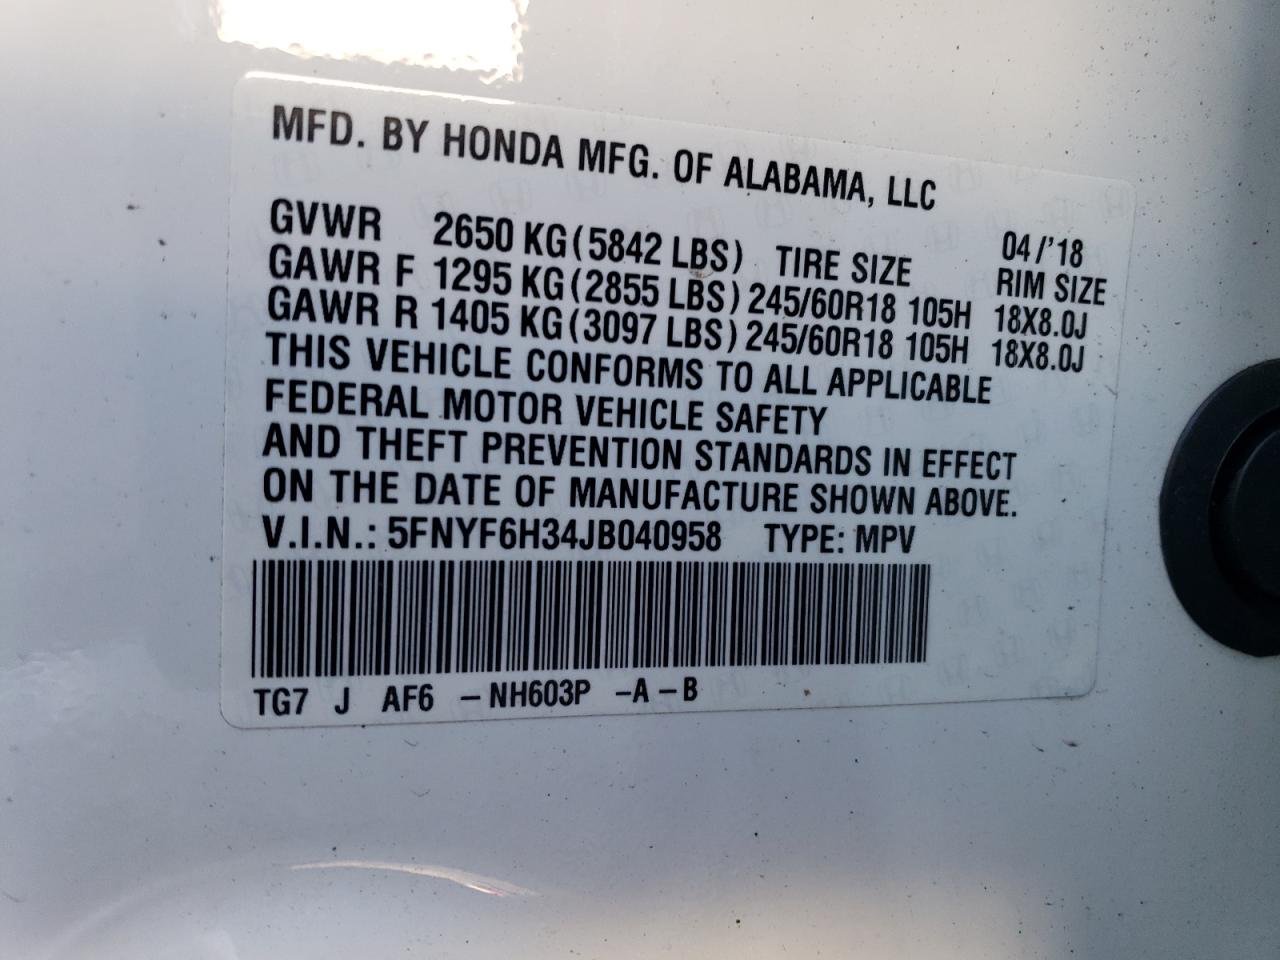 MFD. BY HONDA MFG. OF ALABAMA, LLC
04/'18
GVWR 2650 KG(5842 LBS) TIRE SIZE RIM SIZE
GAWR F 1295 KG(2855 LBS) 245/60R18 105H 18X8.0J
GAWR R 1405 KG(3097 LBS) 245/60R18 105H 18X8.0J
THIS VEHICLE CONFORMS TO ALL APPLICABLE
FEDERAL MOTOR VEHICLE SAFETY
AND THEFT PREVENTION STANDARDS IN EFFECT
ON THE DATE OF MANUFACTURE SHOWN ABOVE.
V.I.N.: 5FNYF6H34JB040958 TYPE: MPV
TG7 J AF6 -NH603P -A-B